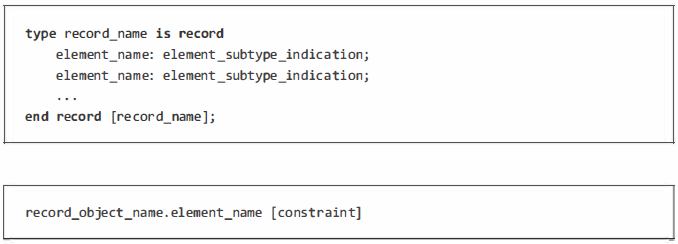 type record_name is record
element_name: element_subtype_indication;
element_name: element_subtype_indication;
...
end record [record_name];
record_object_name.element_name [constraint]